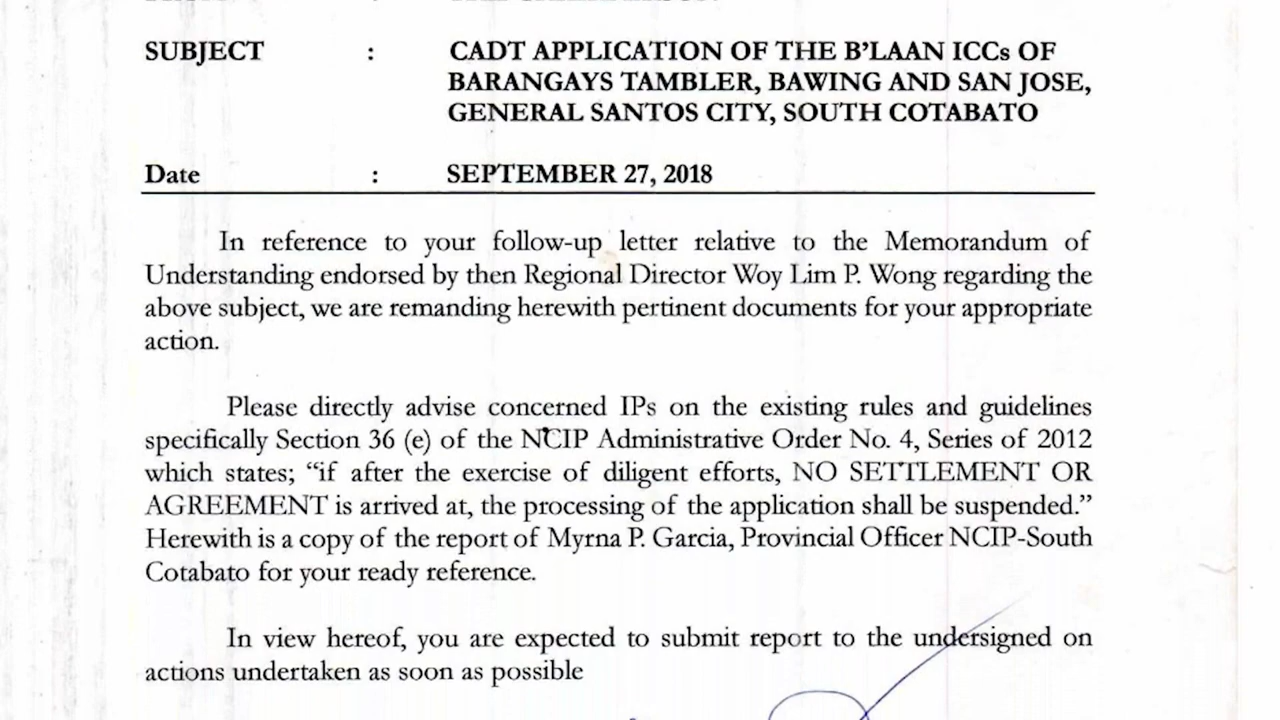 SUBJECT : CADT APPLICATION OF THE B'LAAN ICCs OF
BARANGAYS TAMBLER, BAWING AND SAN JOSE,
GENERAL SANTOS CITY, SOUTH COTABATO
Date : SEPTEMBER 27, 2018
In reference to your follow-up letter relative to the Memorandum of
Understanding endorsed by then Regional Director Woy Lim P. Wong regarding the
above subject, we are remanding herewith pertinent documents for your appropriate
action.
Please directly advise concerned IPs on the existing rules and guidelines
specifically Section 36 (e) of the NCIP Administrative Order No. 4, Series of 2012
which states; “if after the exercise of diligent efforts, NO SETTLEMENT OR
AGREEMENT is arrived at, the processing of the application shall be suspended.”
Herewith is a copy of the report of Myrna P. Garcia, Provincial Officer NCIP-South
Cotabato for your ready reference.
In view hereof, you are expected to submit report to the undersigned on
actions undertaken as soon as possible